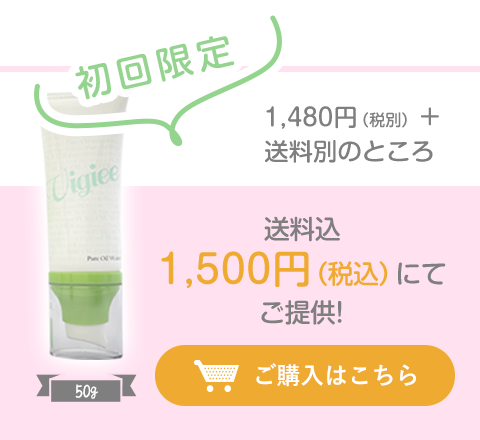 初回限定
1,480円（税別）＋
送料別のところ
Vigiee
Pure Oil
送料込
1,500円（税込）にて
ご提供!
ご購入はこちら
50g